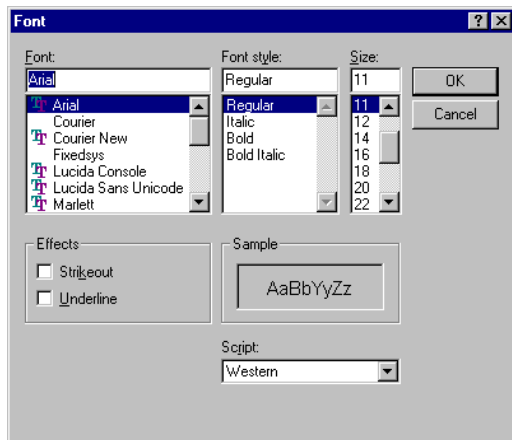 Font
Font:
Arial
Arial
Courier
Courier New
Fixedsys
Lucida Console
Lucida Sans Unicode
Marlett
Font style:
Regular
Regular
Italic
Bold
Bold Italic
Size:
11
11
12
14
16
18
20
22
OK
Cancel
Effects
Strikeout
Underline
Sample
AaBbYyZz
Script:
Western